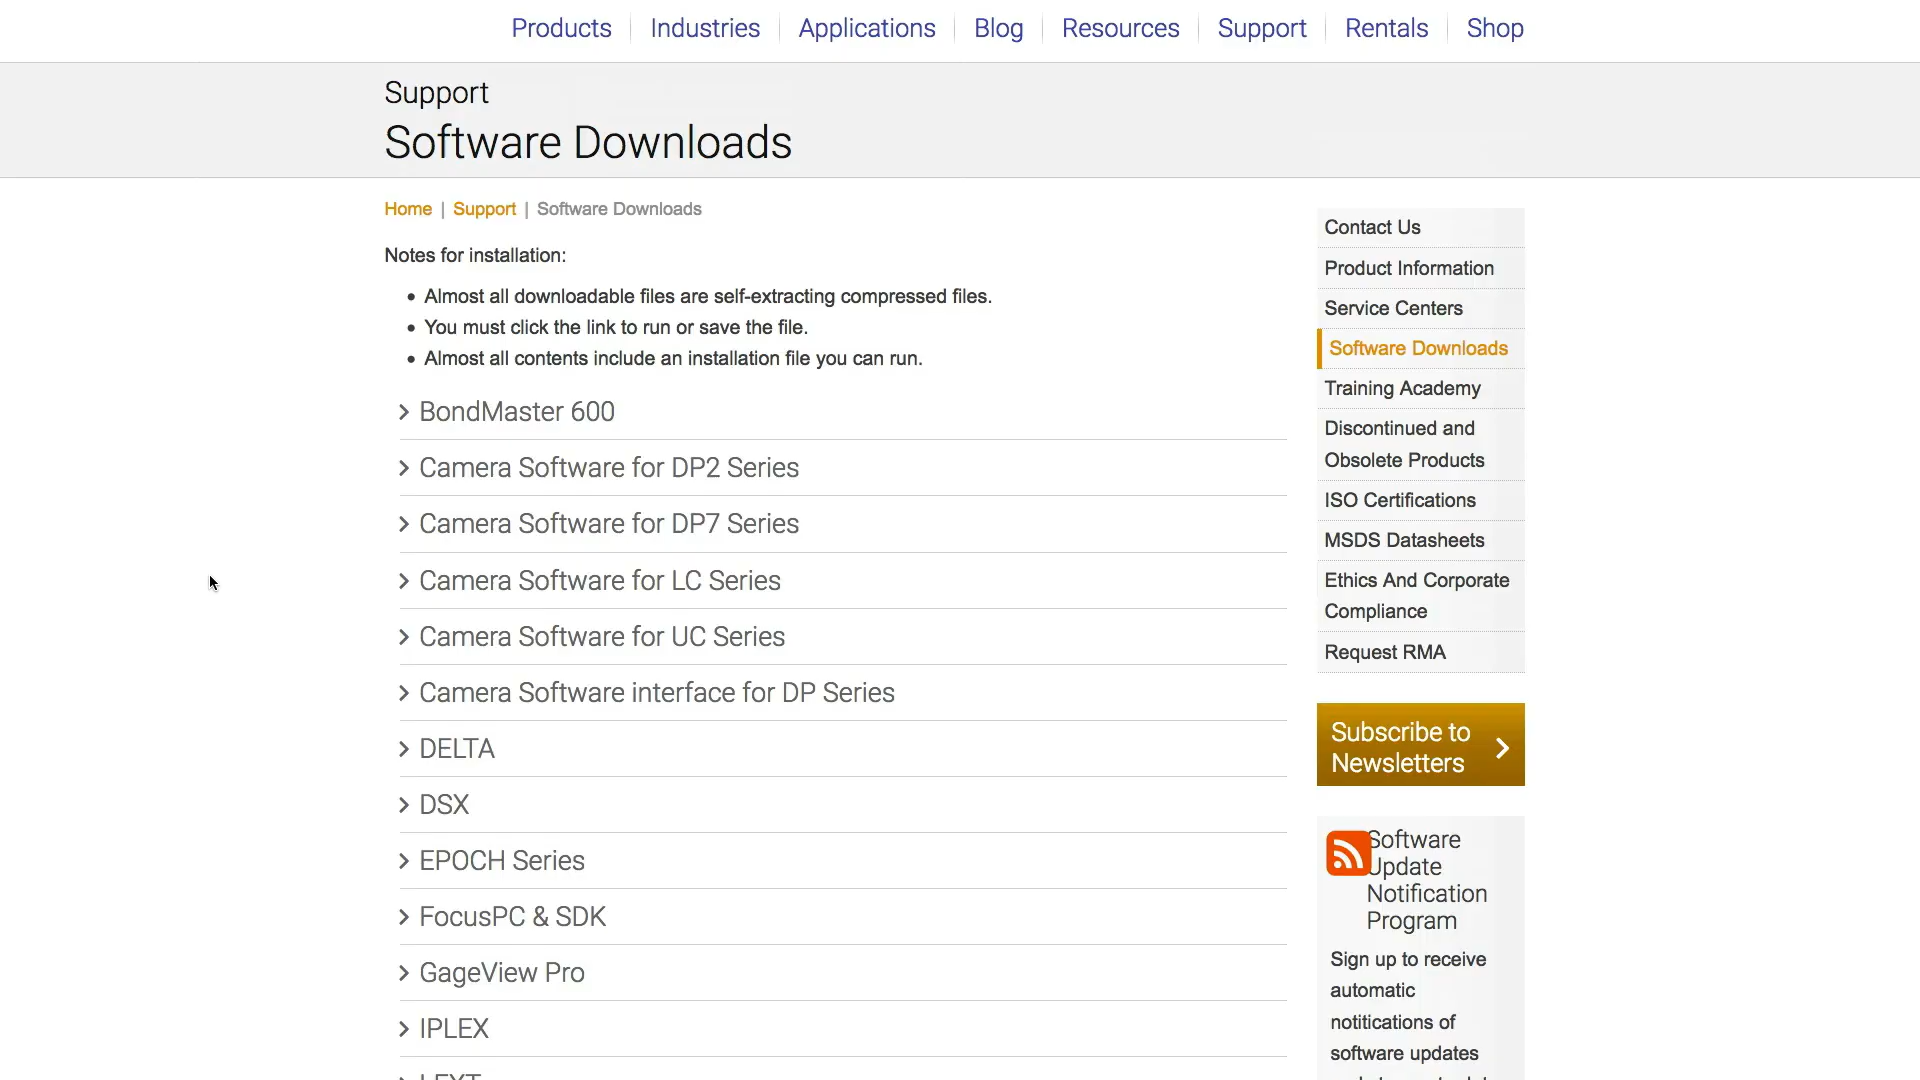 Products Industries Applications Blog Resources Support Rentals Shop
Support
Software Downloads
Home | Support | Software Downloads
Notes for installation:
• Almost all downloadable files are self-extracting compressed files.
• You must click the link to run or save the file.
• Almost all contents include an installation file you can run.
BondMaster 600
Camera Software for DP2 Series
Camera Software for DP7 Series
Camera Software for LC Series
Camera Software for UC Series
Camera Software interface for DP Series
DELTA
DSX
EPOCH Series
FocusPC & SDK
GageView Pro
IPLEX
Contact Us
Product Information
Service Centers
Software Downloads
Training Academy
Discontinued and
Obsolete Products
ISO Certifications
MSDS Datasheets
Ethics And Corporate
Compliance
Request RMA
Subscribe to
Newsletters
Software
Update
Notification
Program
Sign up to receive
automatic
notitications of
software updates